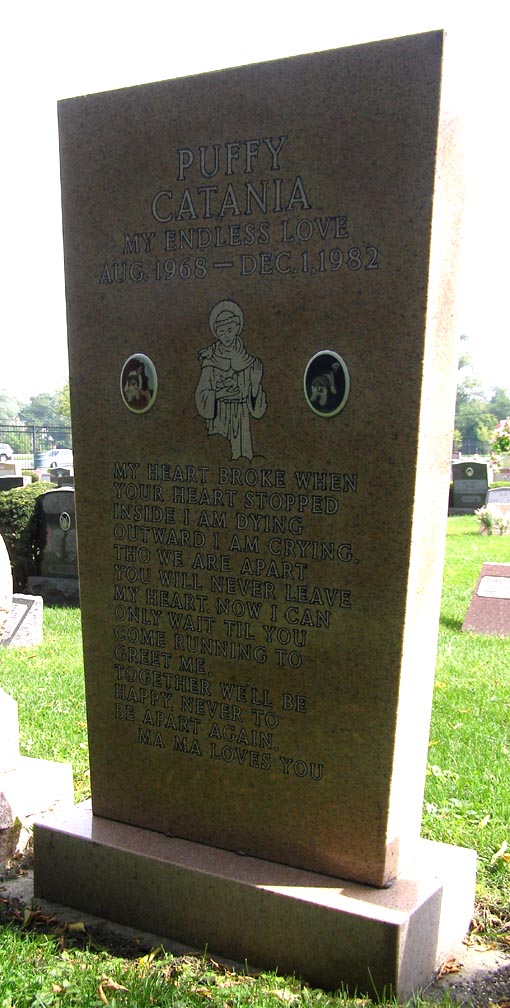 PUFFY
CATANIA
MY ENDLESS LOVE
AUG. 1968 — DEC. 1, 1982
MY HEART BROKE WHEN
YOUR HEART STOPPED
INSIDE I AM DYING
OUTWARD I AM CRYING.
THO WE ARE APART
YOU WILL NEVER LEAVE
MY HEART. NOW I CAN
ONLY WAIT TIL YOU
COME RUNNING TO
GREET ME.
TOGETHER WE'LL BE
HAPPY, NEVER TO
BE APART AGAIN.
MA MA LOVES YOU